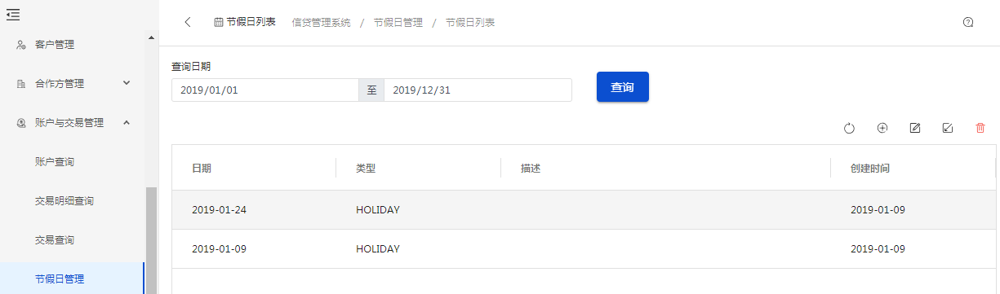 节假日列表 信贷管理系统 / 节假日管理 / 节假日列表
客户管理
合作方管理
账户与交易管理
账户查询
交易明细查询
交易查询
节假日管理
查询日期
2019/01/01 至 2019/12/31 查询
日期 类型 描述 创建时间
2019-01-24 HOLIDAY 2019-01-09
2019-01-09 HOLIDAY 2019-01-09